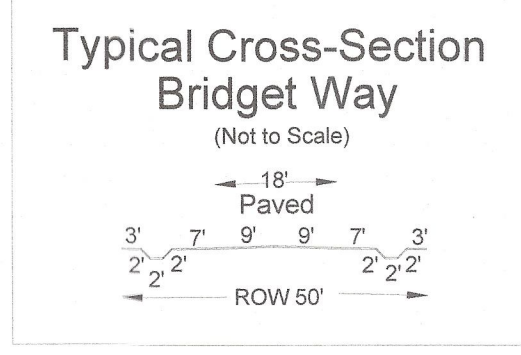 Typical Cross-Section
Bridget Way
(Not to Scale)
18'
Paved
3' 7' 9' 9' 7' 3'
2' 2' 2' 2' 2' 2'
ROW 50'